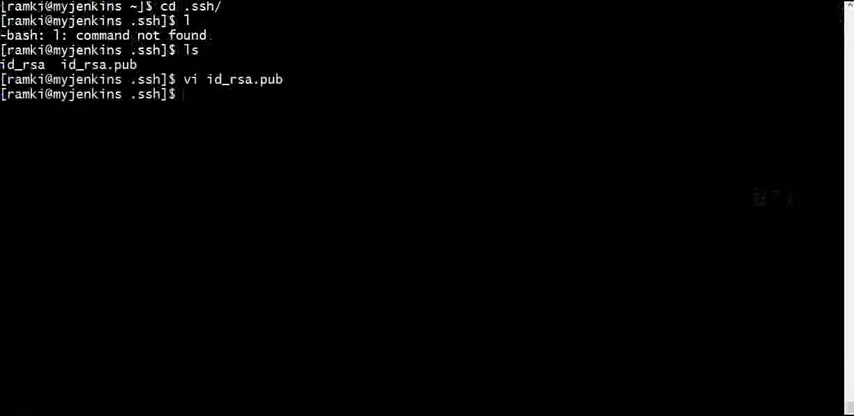 [ramki@myjenkins ~]$ cd .ssh/
[ramki@myjenkins .ssh]$ l
-bash: l: command not found
[ramki@myjenkins .ssh]$ ls
id_rsa  id_rsa.pub
[ramki@myjenkins .ssh]$ vi id_rsa.pub
[ramki@myjenkins .ssh]$